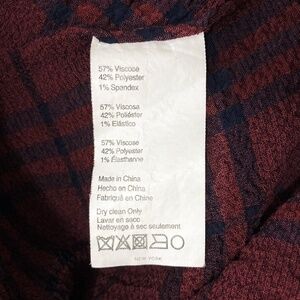 57% Viscose
42% Polyester
1% Spandex
57% Viscosa
42% Poliéster
1% Elástico
57% Viscose
42% Polyester
1% Élasthanne
Made in China
Hecho en China
Fabriqué en Chine
Dry clean Only
Lavar en seco
Nettoyage à sec seulement
NEW YORK